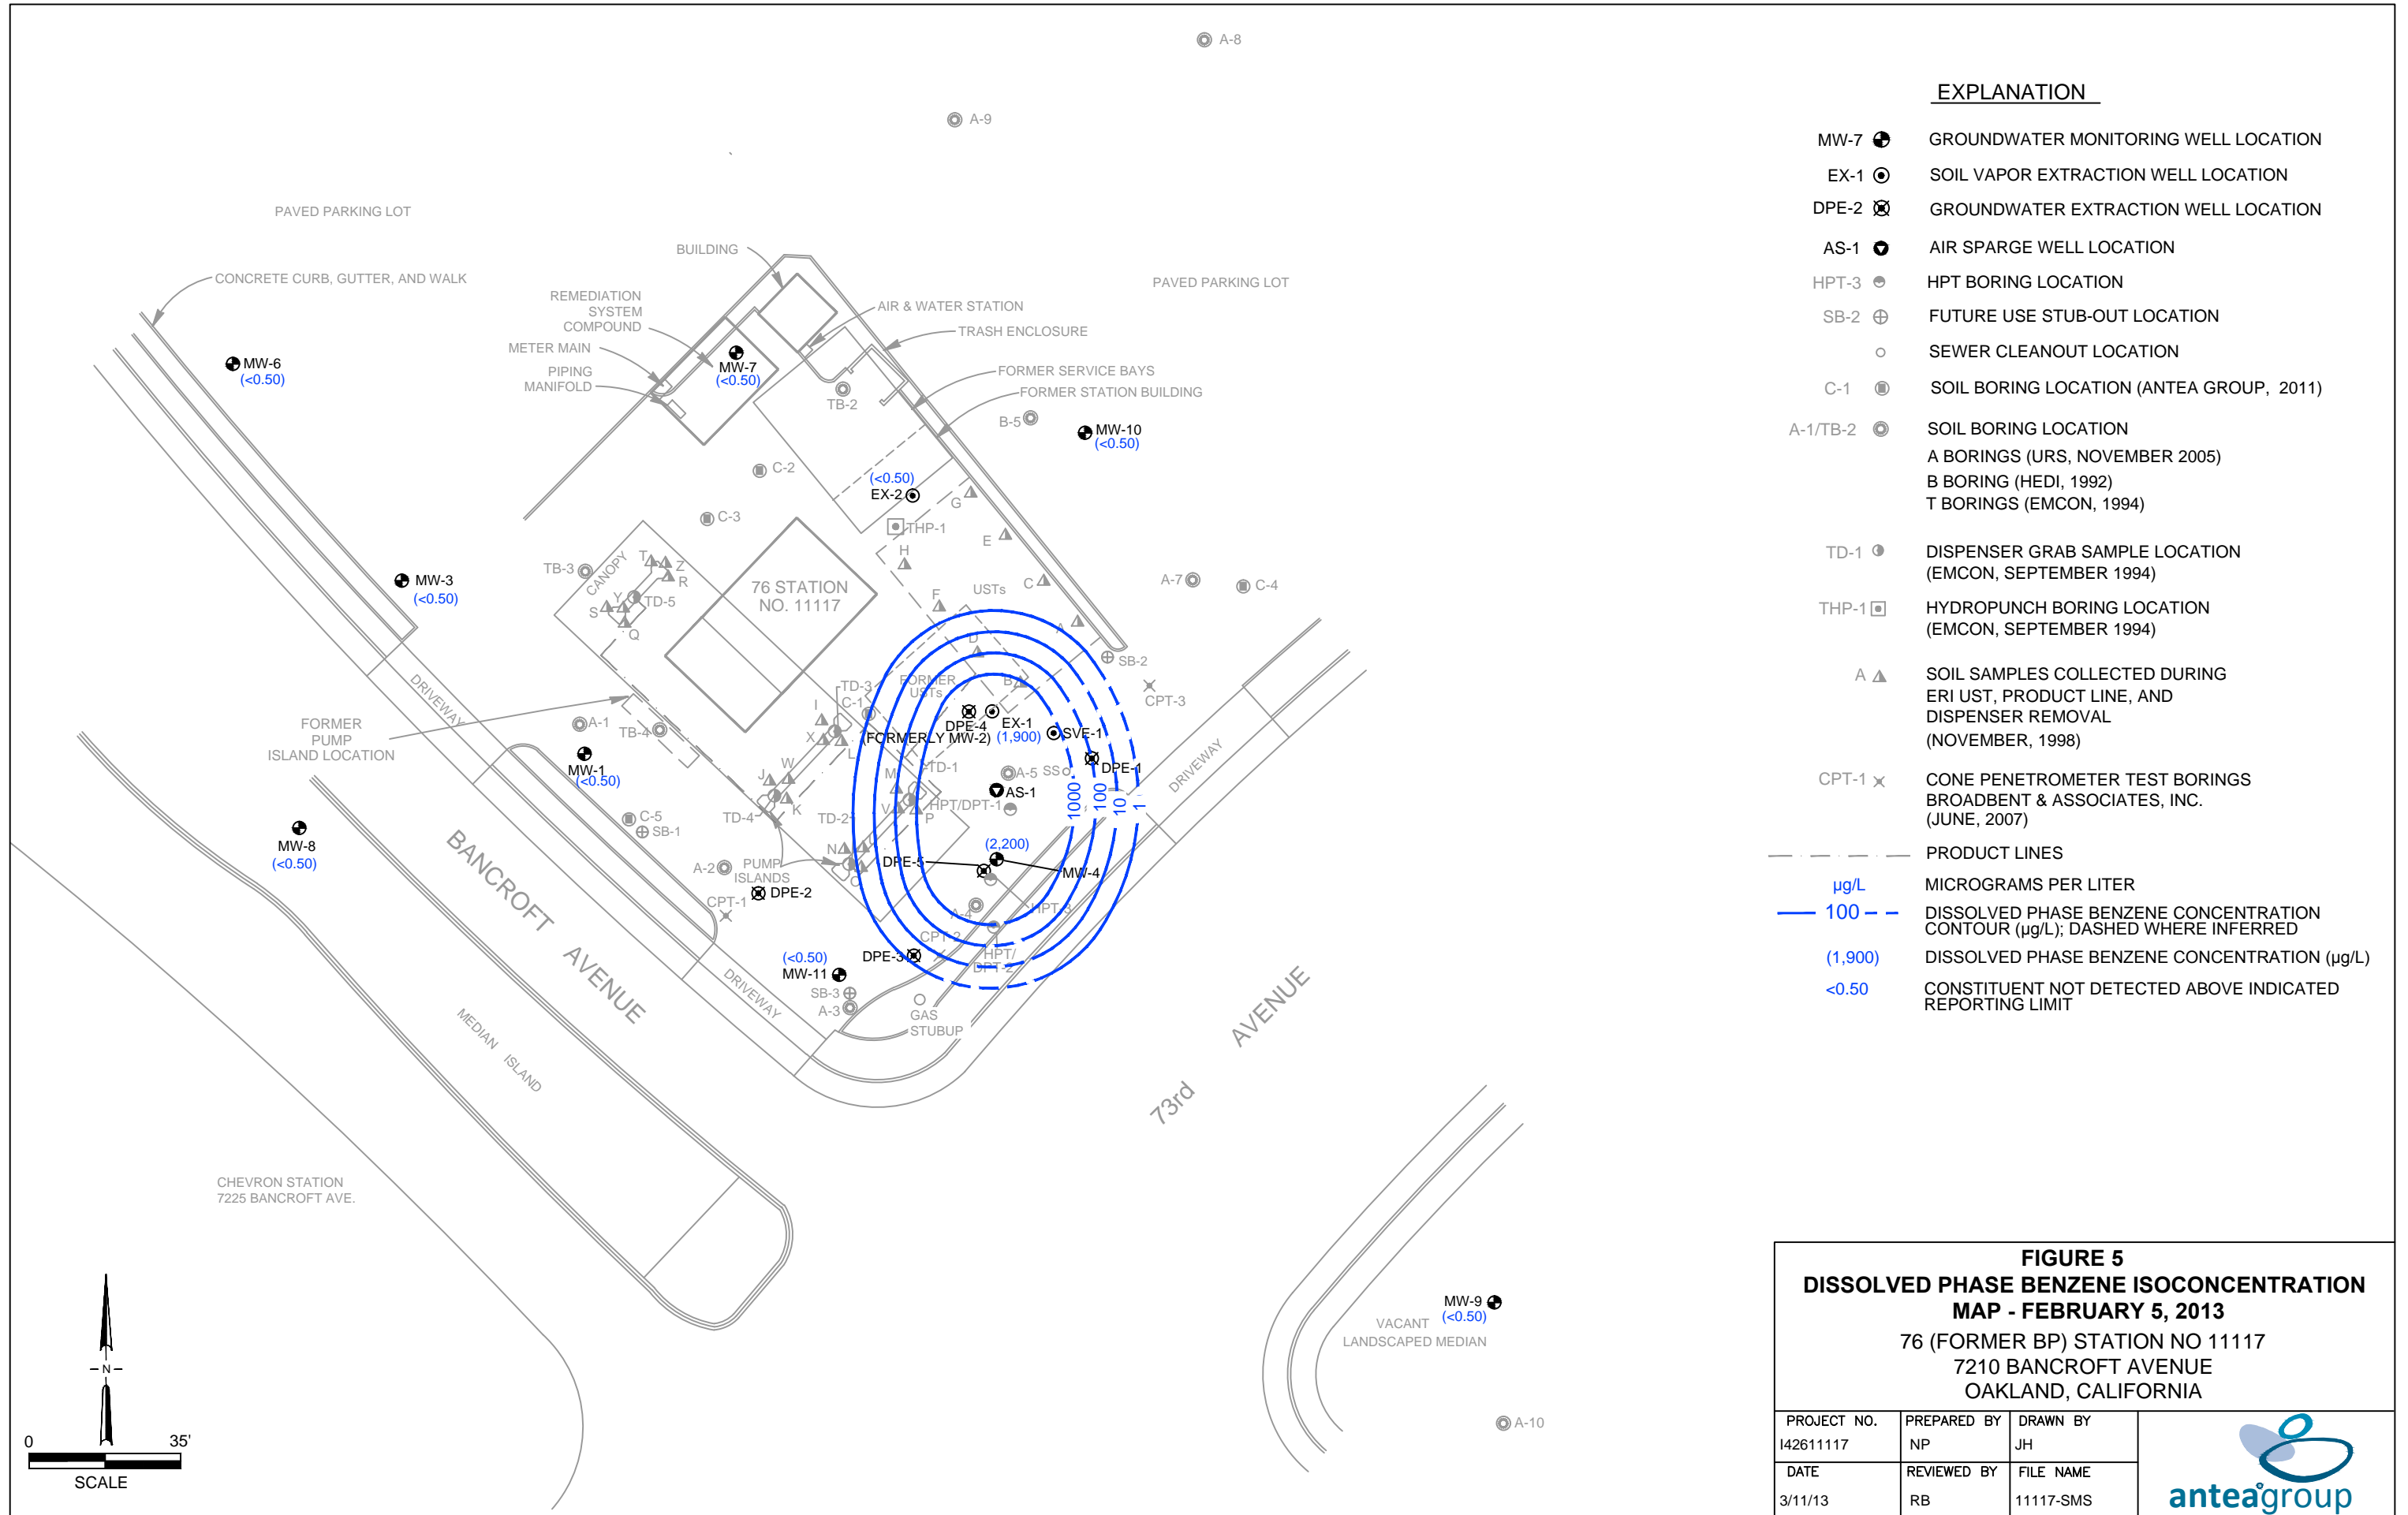 A-8
A-9
PAVED PARKING LOT
BUILDING
CONCRETE CURB, GUTTER, AND WALK
PAVED PARKING LOT
REMEDIATION
SYSTEM
COMPOUND
AIR & WATER STATION
TRASH ENCLOSURE
METER MAIN
MW-6
(<0.50)
MW-7
(<0.50)
PIPING
MANIFOLD
FORMER SERVICE BAYS
FORMER STATION BUILDING
TB-2
B-5
MW-10
(<0.50)
C-2
(<0.50)
EX-2
G
C-3
THP-1
E
H
TB-3
CANOPY
T
Z
R
Y
TD-5
S
Q
76 STATION
NO. 11117
USTs
C
F
A
D
A-7
C-4
MW-3
(<0.50)
SB-2
CPT-3
DRIVEWAY
TD-3
C-1
FORMER
USTs
B
I
X
L
DPE-4
(FORMERLY MW-2)
EX-1
(1,900)
SVE-1
DPE-1
DRIVEWAY
FORMER
PUMP
ISLAND LOCATION
A-1
TB-4
MW-1
(<0.50)
J
W
K
TD-4
M
TD-1
A-5
SS
AS-1
HPT/DPT-1
V
P
TD-2
1000
100
10
1
C-5
SB-1
MW-8
(<0.50)
N
U
O
(2,200)
DPE-5
MW-4
A-2
PUMP
ISLANDS
DPE-2
CPT-1
A-4
HPT-3
CPT-2
HPT/
DPT-2
DPE-3
(<0.50)
MW-11
SB-3
A-3
GAS
STUBUP
DRIVEWAY
BANCROFT AVENUE
MEDIAN ISLAND
73rd AVENUE
CHEVRON STATION
7225 BANCROFT AVE.
MW-9
(<0.50)
VACANT
LANDSCAPED MEDIAN
A-10
N
0 35'
SCALE
EXPLANATION
MW-7 GROUNDWATER MONITORING WELL LOCATION
EX-1 SOIL VAPOR EXTRACTION WELL LOCATION
DPE-2 GROUNDWATER EXTRACTION WELL LOCATION
AS-1 AIR SPARGE WELL LOCATION
HPT-3 HPT BORING LOCATION
SB-2 FUTURE USE STUB-OUT LOCATION
SEWER CLEANOUT LOCATION
C-1 SOIL BORING LOCATION (ANTEA GROUP, 2011)
A-1/TB-2 SOIL BORING LOCATION
A BORINGS (URS, NOVEMBER 2005)
B BORING (HEDI, 1992)
T BORINGS (EMCON, 1994)
TD-1 DISPENSER GRAB SAMPLE LOCATION
(EMCON, SEPTEMBER 1994)
THP-1 HYDROPUNCH BORING LOCATION
(EMCON, SEPTEMBER 1994)
A SOIL SAMPLES COLLECTED DURING
ERI UST, PRODUCT LINE, AND
DISPENSER REMOVAL
(NOVEMBER, 1998)
CPT-1 CONE PENETROMETER TEST BORINGS
BROADBENT & ASSOCIATES, INC.
(JUNE, 2007)
PRODUCT LINES
µg/L MICROGRAMS PER LITER
100 DISSOLVED PHASE BENZENE CONCENTRATION
CONTOUR (µg/L); DASHED WHERE INFERRED
(1,900) DISSOLVED PHASE BENZENE CONCENTRATION (µg/L)
<0.50 CONSTITUENT NOT DETECTED ABOVE INDICATED
REPORTING LIMIT
FIGURE 5
DISSOLVED PHASE BENZENE ISOCONCENTRATION
MAP - FEBRUARY 5, 2013
76 (FORMER BP) STATION NO 11117
7210 BANCROFT AVENUE
OAKLAND, CALIFORNIA
PROJECT NO. PREPARED BY DRAWN BY
I42611117 NP JH
DATE REVIEWED BY FILE NAME
3/11/13 RB 11117-SMS
anteagroup